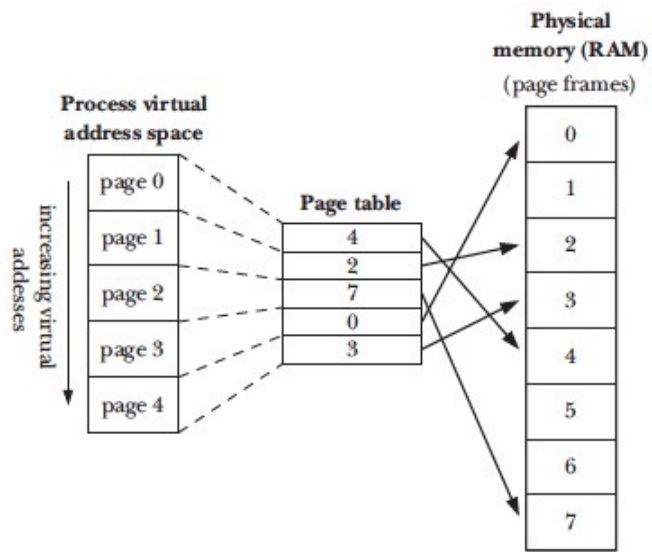 Physical
memory (RAM)
(page frames)
Process virtual
address space
increasing virtual
addesses
page 0
page 1
page 2
page 3
page 4
Page table
4
2
7
0
3
0
1
2
3
4
5
6
7